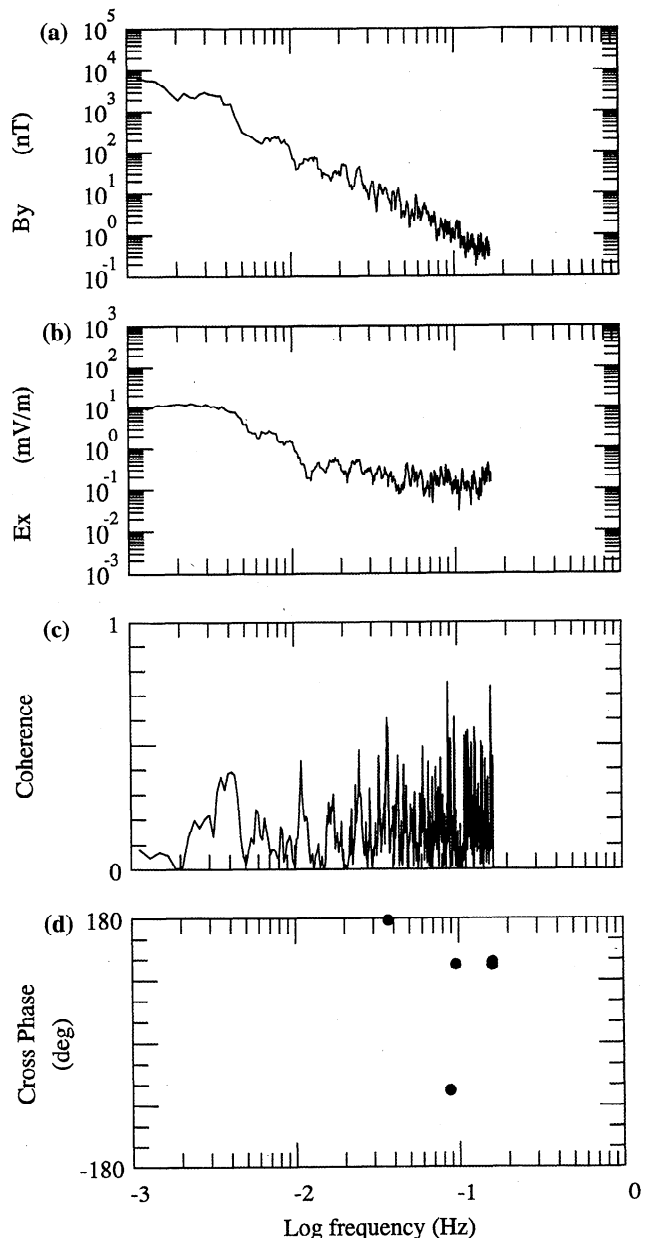 (a)
10^5
10^4
10^3
10^2
10^1
10^0
10^-1
By (nT)
(b)
10^3
10^2
10^1
10^0
10^-1
10^-2
10^-3
Ex (mV/m)
(c)
1
0
Coherence
(d)
180
-180
Cross Phase
(deg)
-3 -2 -1 0
Log frequency (Hz)